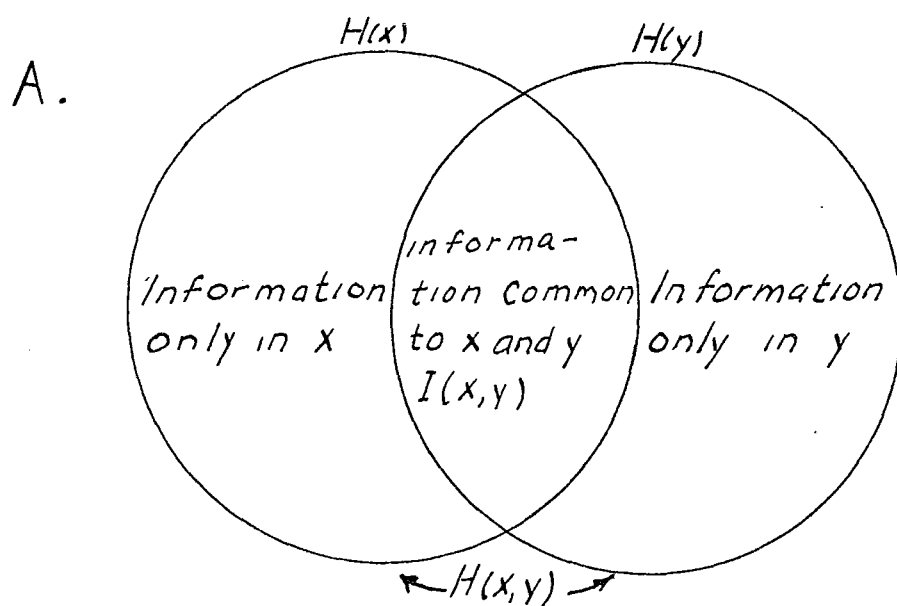 H(x)
H(y)
A.
Information
only in x
informa-
tion common
to x and y
I(x,y)
Information
only in y
H(x,y)